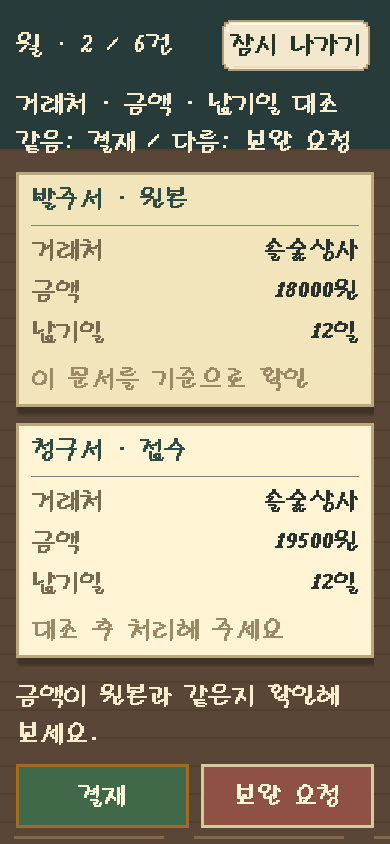 월 · 2 / 6건
잠시 나가기
거래처 · 금액 · 납기일 대조
같음: 결재 / 다름: 보완 요청
발주서 · 원본
거래처 솔숲상사
금액 18000원
납기일 12일
이 문서를 기준으로 확인
청구서 · 접수
거래처 솔숲상사
금액 19500원
납기일 12일
대조 후 처리해 주세요
금액이 원본과 같은지 확인해
보세요.
결재
보완 요청